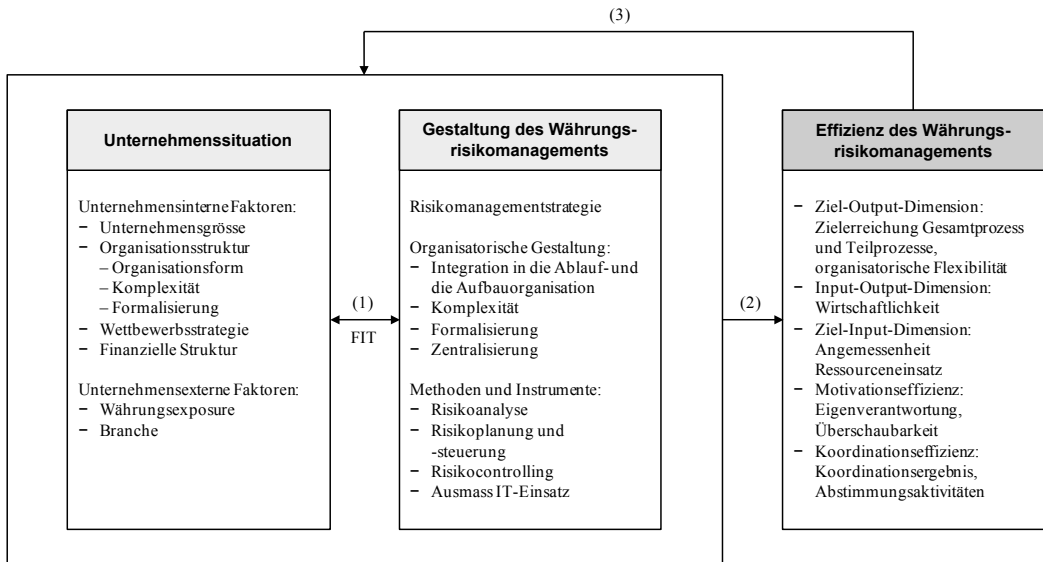 (3)
Unternehmenssituation
Unternehmensinterne Faktoren:
− Unternehmensgrösse
− Organisationsstruktur
– Organisationsform
– Komplexität
– Formalisierung
− Wettbewerbsstrategie
− Finanzielle Struktur
Unternehmensexterne Faktoren:
− Währungsexposure
− Branche
(1)
FIT
Gestaltung des Währungs-
risikomanagements
Risikomanagementstrategie
Organisatorische Gestaltung:
− Integration in die Ablauf- und
die Aufbauorganisation
− Komplexität
− Formalisierung
− Zentralisierung
Methoden und Instrumente:
− Risikoanalyse
− Risikoplanung und
-steuerung
− Risikocontrolling
− Ausmass IT-Einsatz
(2)
Effizienz des Währungs-
risikomanagements
− Ziel-Output-Dimension:
Zielerreichung Gesamtprozess
und Teilprozesse,
organisatorische Flexibilität
− Input-Output-Dimension:
Wirtschaftlichkeit
− Ziel-Input-Dimension:
Angemessenheit
Ressourceneinsatz
− Motivationseffizienz:
Eigenverantwortung,
Überschaubarkeit
− Koordinationseffizienz:
Koordinationsergebnis,
Abstimmungsaktivitäten